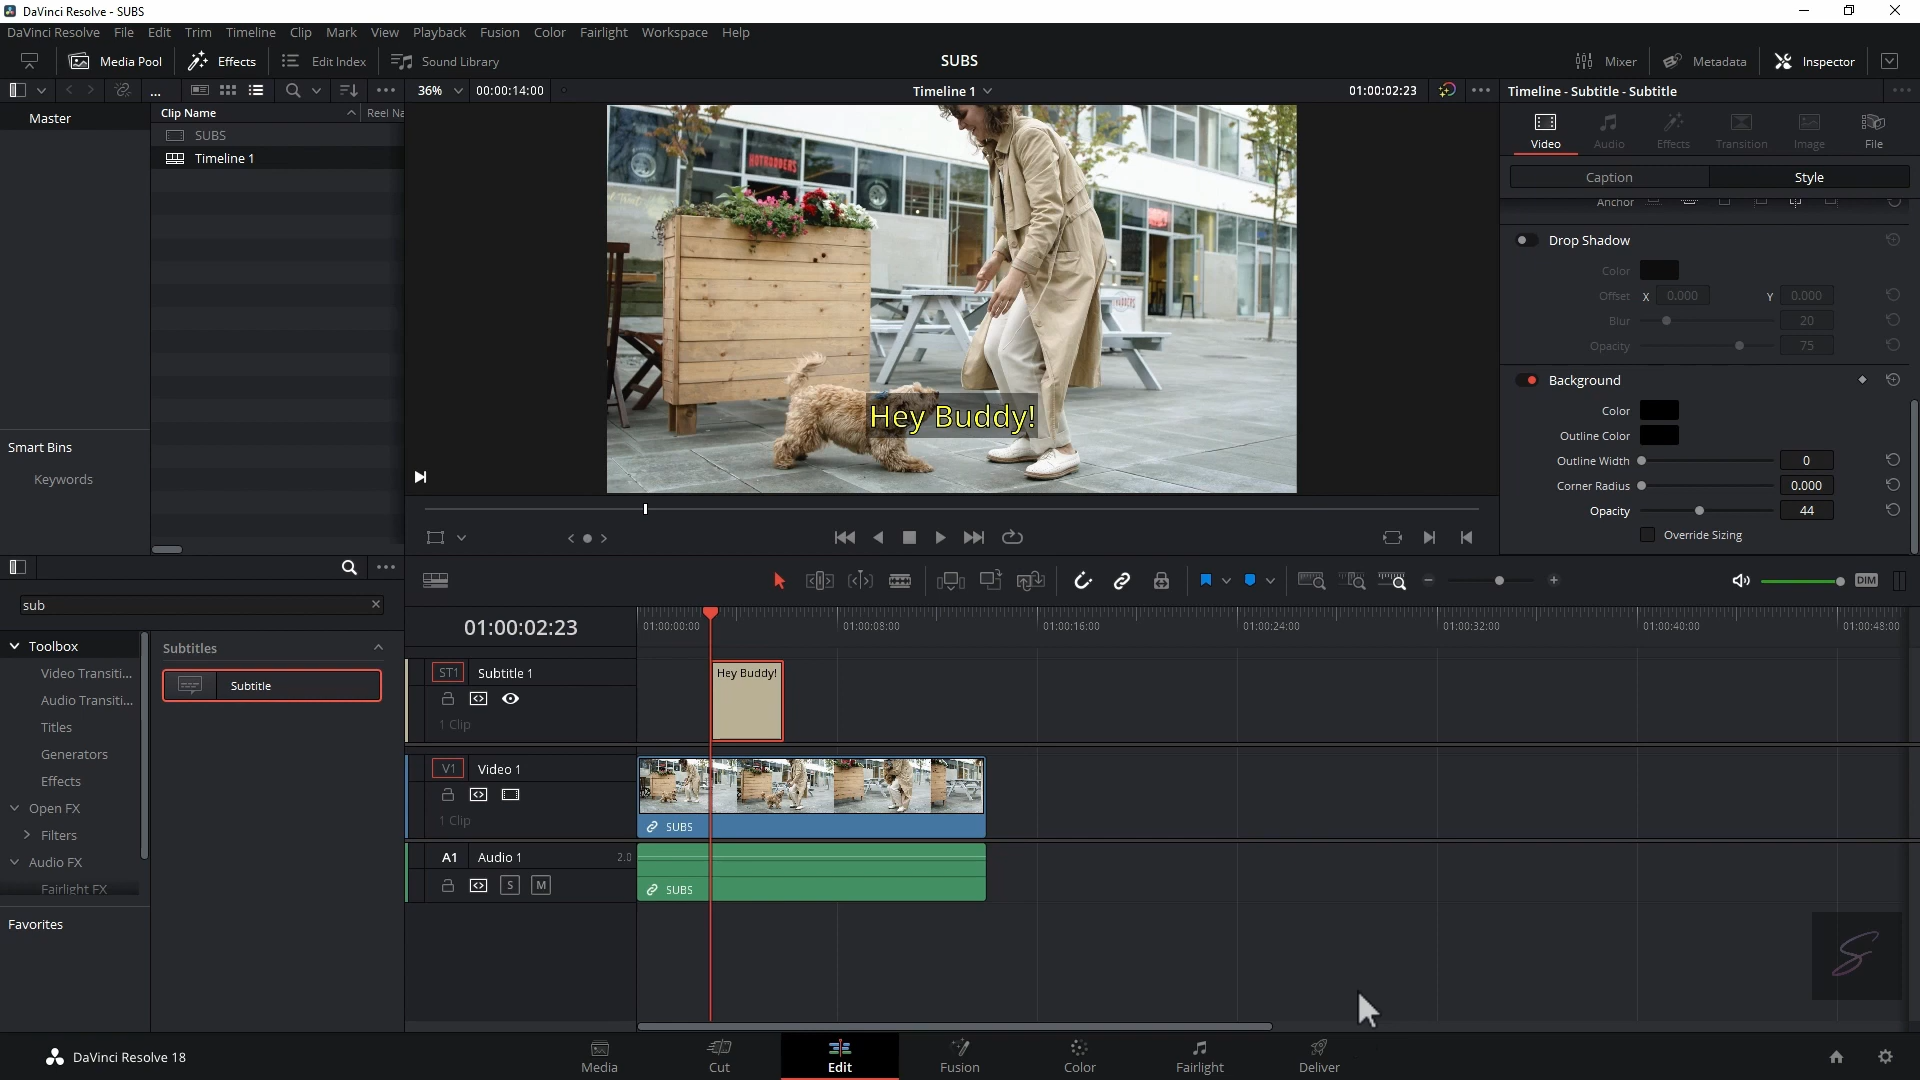 DaVinci Resolve - SUBS
DaVinci Resolve File Edit Trim Timeline Clip Mark View Playback Fusion Color Fairlight Workspace Help
Media Pool Effects Edit Index Sound Library SUBS Mixer Metadata Inspector
... 36% 00:00:14:00 Timeline 1 01:00:02:23 Timeline - Subtitle - Subtitle
Master
Clip Name Reel Na
SUBS
Timeline 1
Smart Bins
Keywords
HOTRODDERS
Hey Buddy!
Video Audio Effects Transition Image File
Caption Style
Anchor
Drop Shadow
Color
Offset X 0.000 Y 0.000
Blur 20
Opacity 75
Background
Color
Outline Color
Outline Width 0
Corner Radius 0.000
Opacity 44
Override Sizing
sub
Toolbox
Video Transiti...
Audio Transiti...
Titles
Generators
Effects
Open FX
Filters
Audio FX
Fairlight FX
Favorites
Subtitles
Subtitle
DIM
01:00:02:23
01:00:00:00 01:00:08:00 01:00:16:00 01:00:24:00 01:00:32:00 01:00:40:00 01:00:48:00
ST1 Subtitle 1
1 Clip
Hey Buddy!
V1 Video 1
1 Clip
SUBS
A1 Audio 1 2.0
S M
SUBS
DaVinci Resolve 18
Media Cut Edit Fusion Color Fairlight Deliver